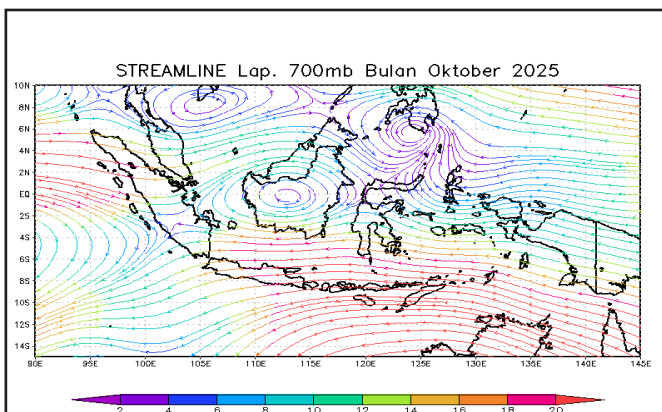 STREAMLINE Lap. 700mb Bulan Oktober 2025
10N
8N
6N
4N
2N
EQ
2S
4S
6S
8S
10S
12S
14S
90E 95E 100E 105E 110E 115E 120E 125E 130E 135E 140E 145E
2 4 6 8 10 12 14 16 18 20